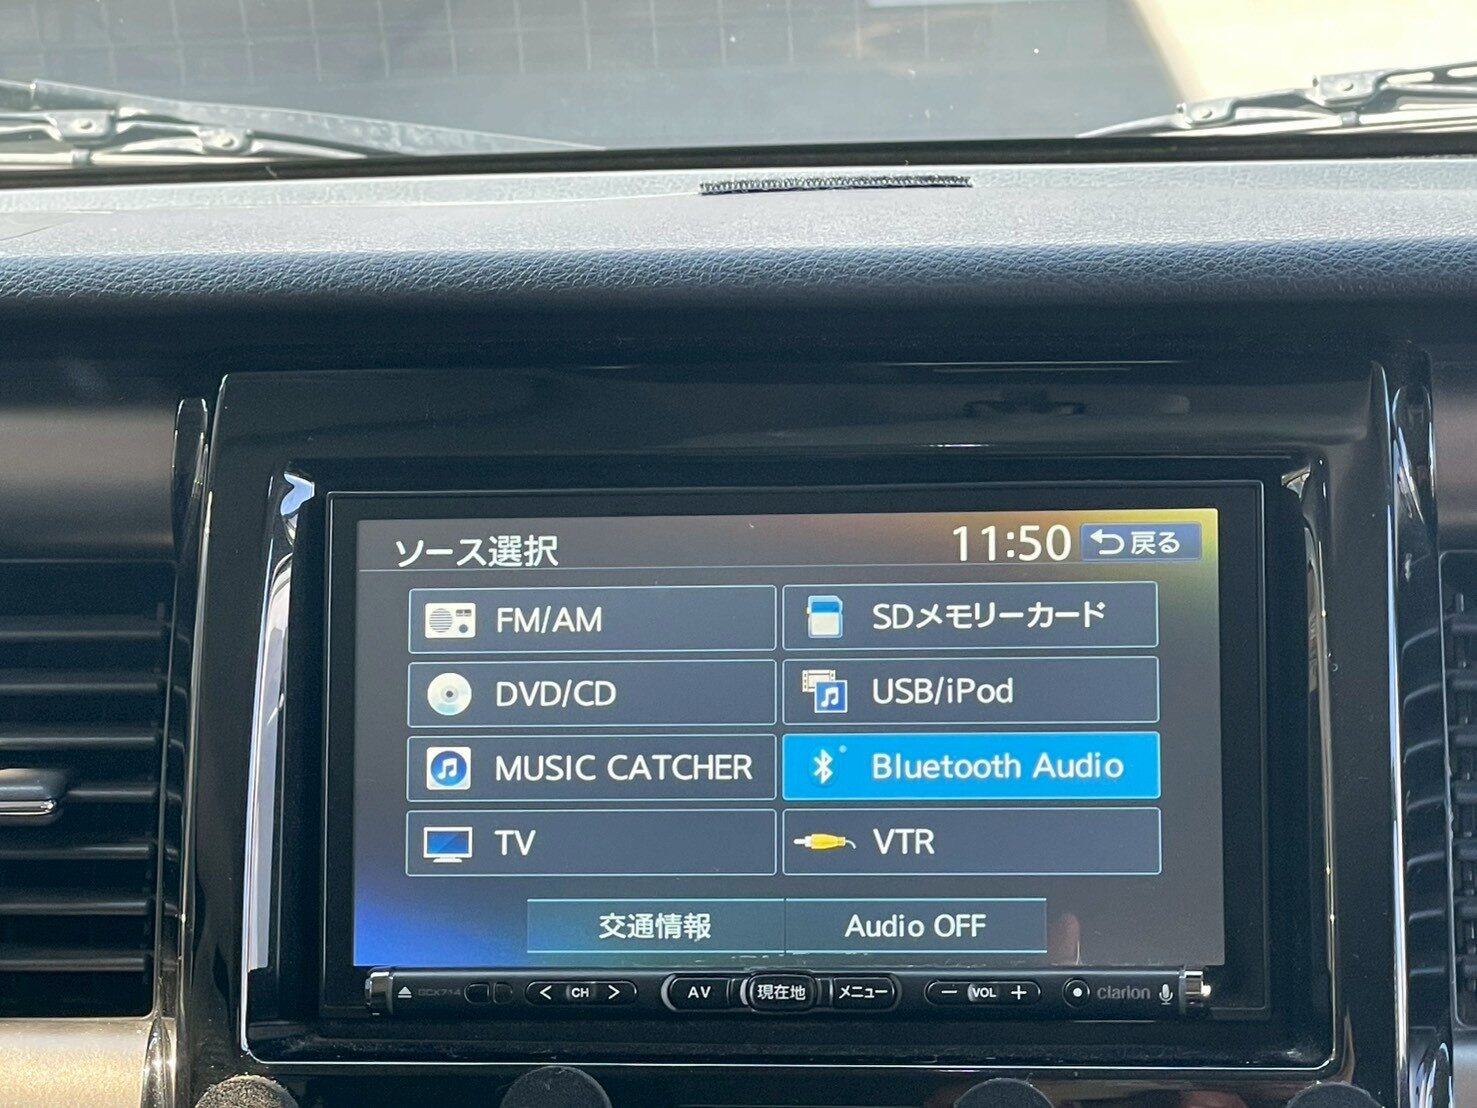 ソース選択 11:50 戻る
FM/AM SDメモリーカード
DVD/CD USB/iPod
MUSIC CATCHER Bluetooth Audio
TV VTR
交通情報 Audio OFF
GCX714 < CH > AV 現在地 メニュー − VOL + clarion